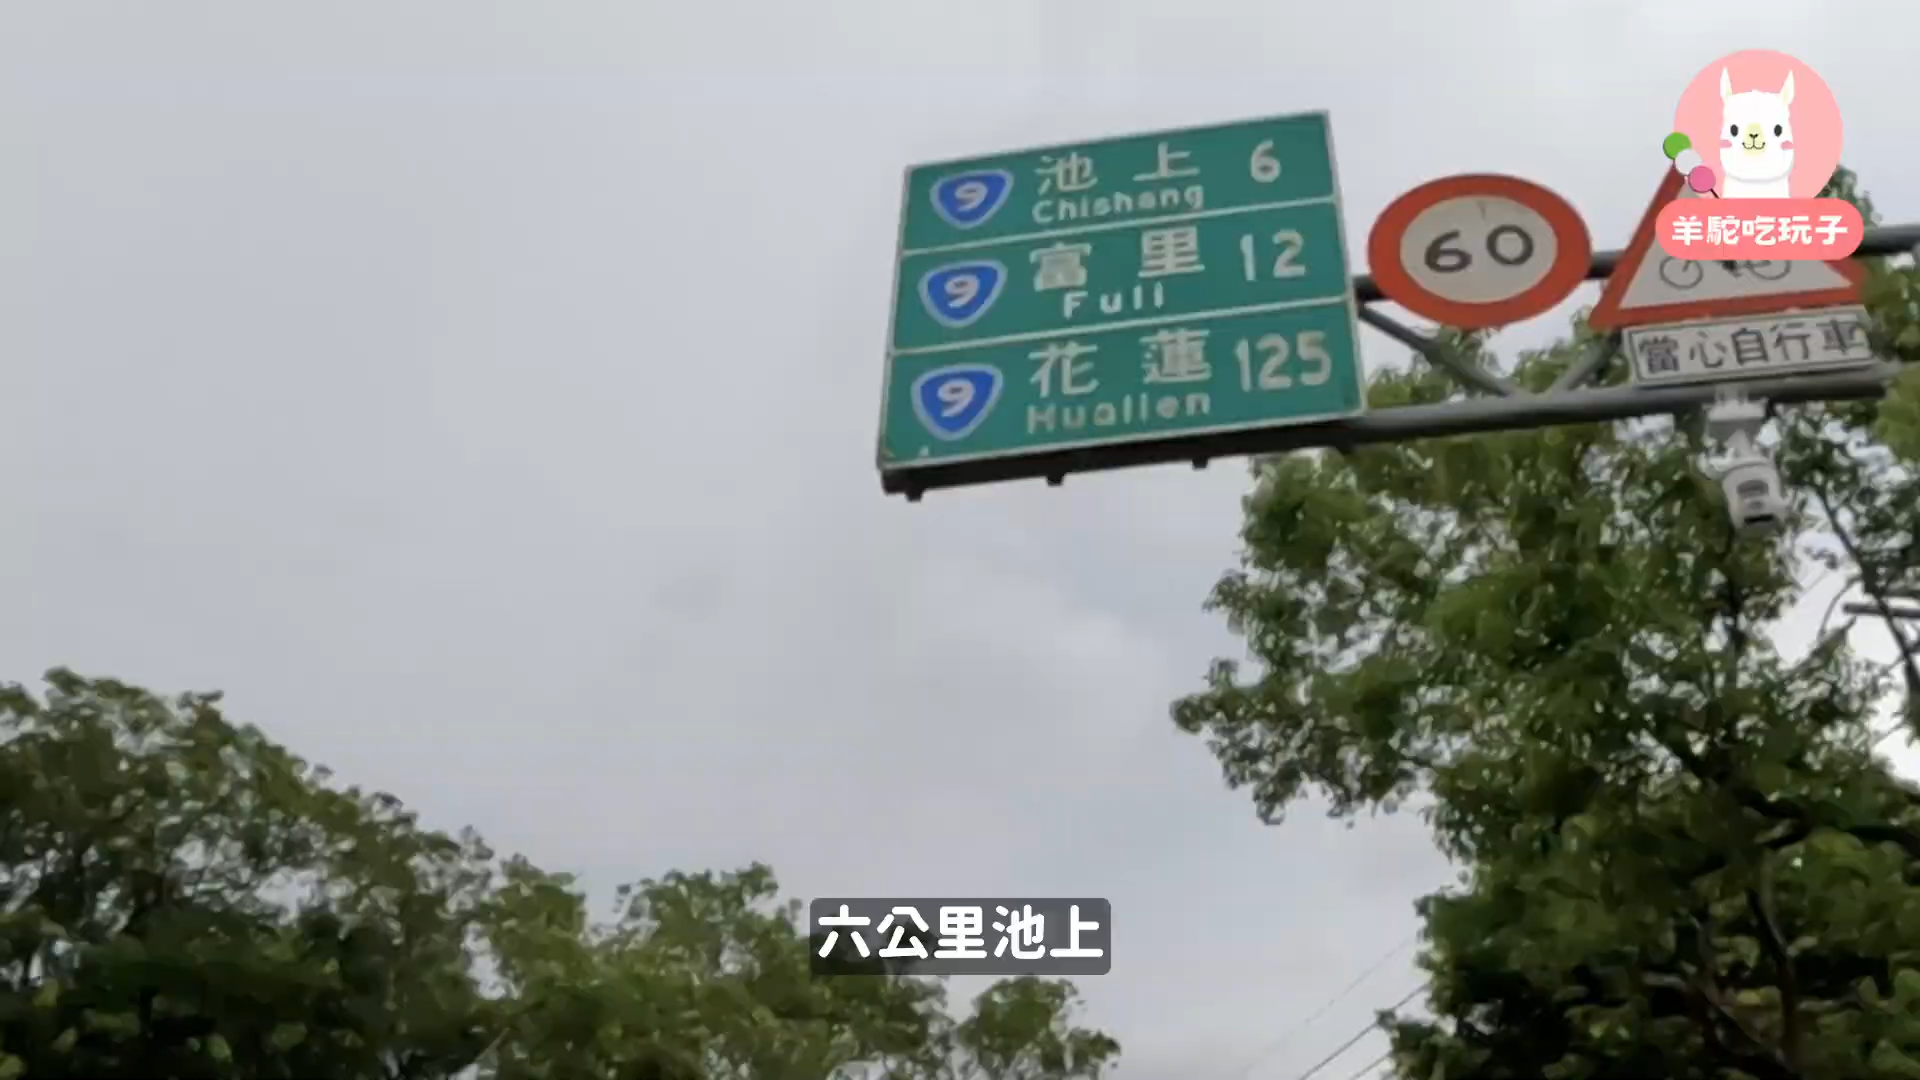 9 池上 6
Chishang
9 富里 12
Fuli
9 花蓮 125
Hualien
60
當心自行車
羊駝吃玩子
六公里池上